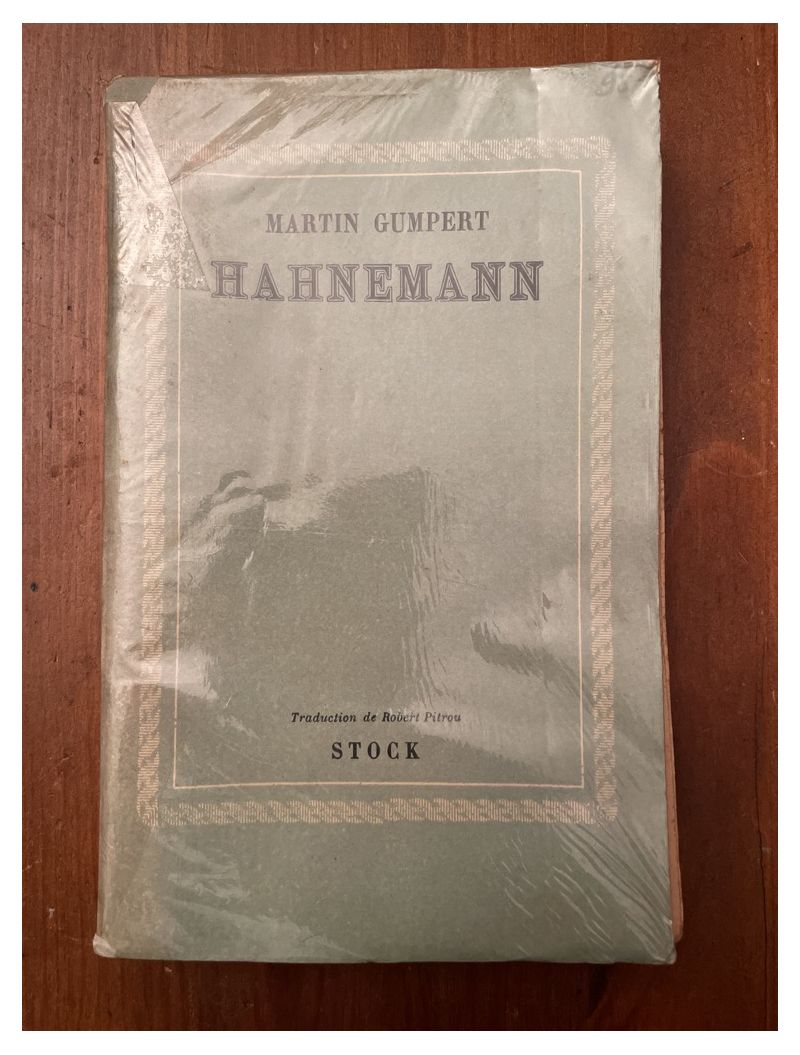 MARTIN GUMPERT
HAHNEMANN
Traduction de Robert Pitrou
STOCK